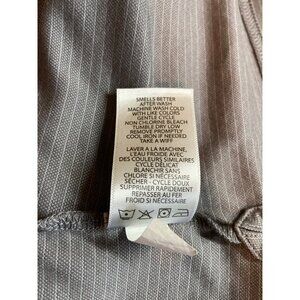 SMELLS BETTER
AFTER WASH
MACHINE WASH COLD
WITH LIKE COLORS
GENTLE CYCLE
NON CHLORINE BLEACH
TUMBLE DRY LOW
REMOVE PROMPTLY
COOL IRON IF NEEDED
TAKE A WIFF
LAVER A LA MACHINE,
L'EAU FROIDE AVEC
DES COULEURS SIMILAIRES
CYCLE DÉLICAT
BLANCHIR SANS
CHLORE SI NÉCESSAIRE
SÉCHER - CYCLE DOUX
SUPPRIMER RAPIDEMENT
REPASSER AU FER
FROID SI NÉCESSAIRE